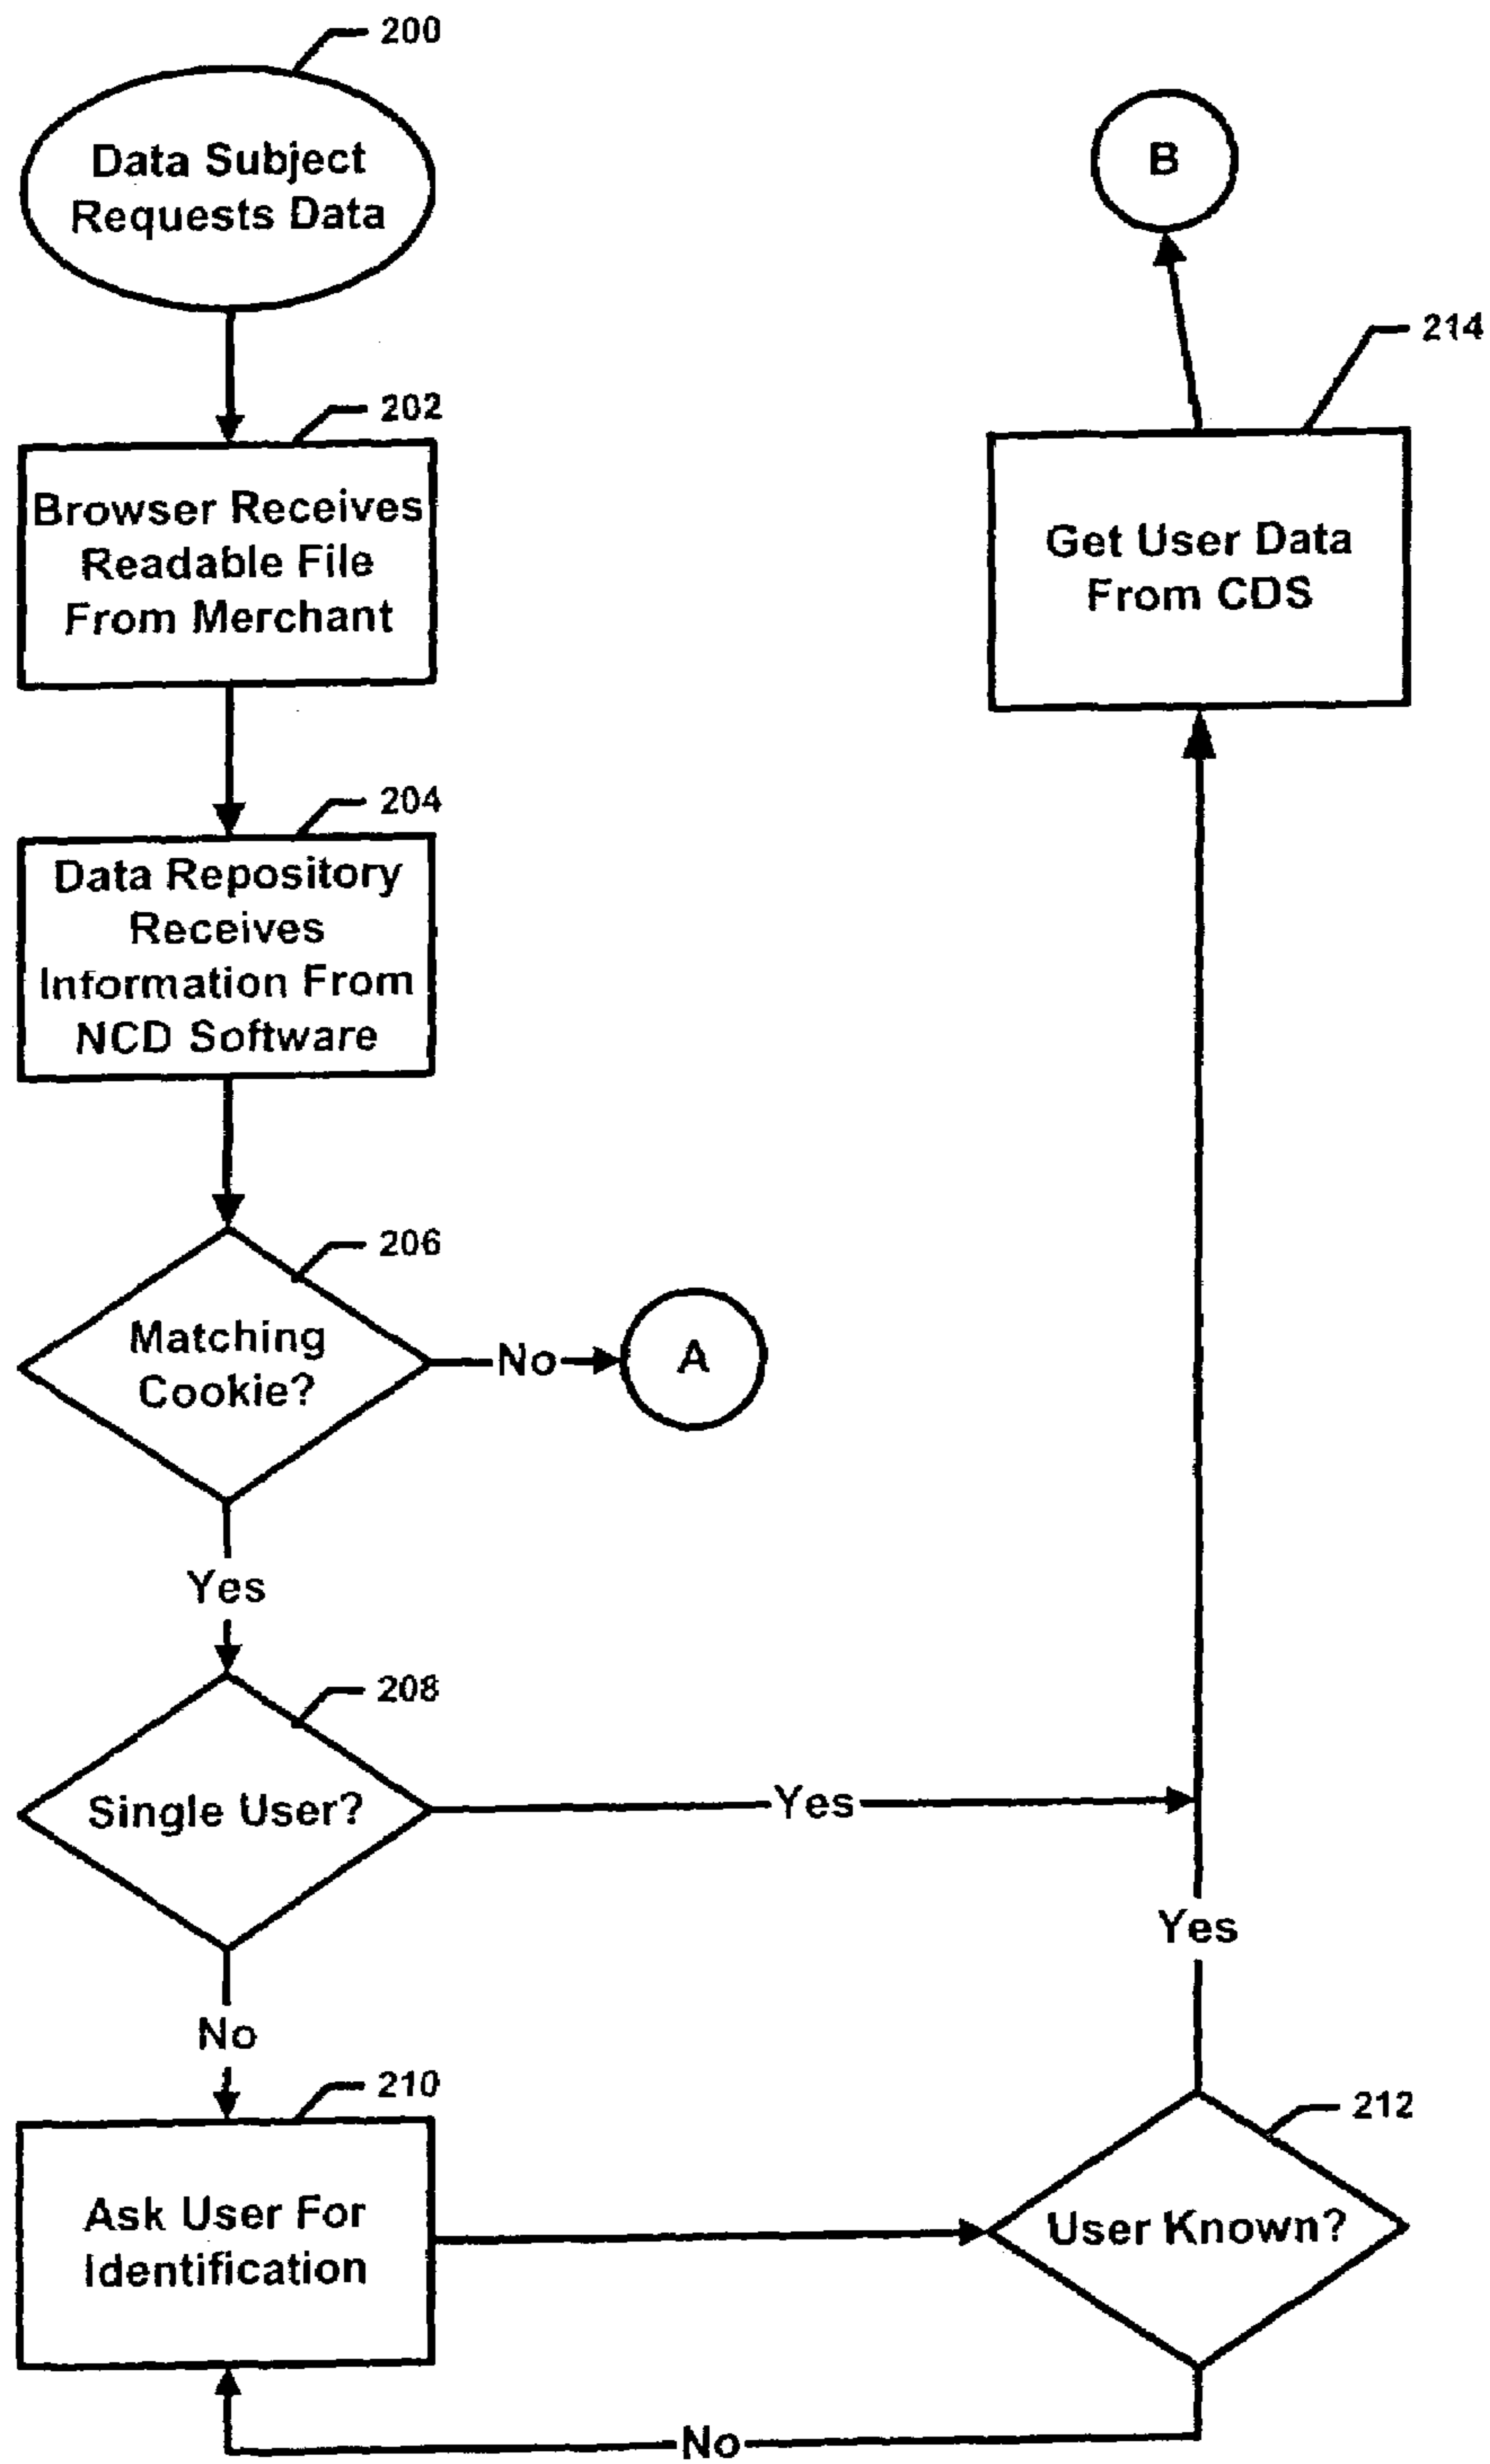 200
Data Subject
Requests Data
202
Browser Receives
Readable File
From Merchant
204
Data Repository
Receives
Information From
NCD Software
206
Matching
Cookie?
No
A
Yes
208
Single User?
Yes
No
210
Ask User For
Identification
212
User Known?
No
Yes
214
Get User Data
From CDS
B